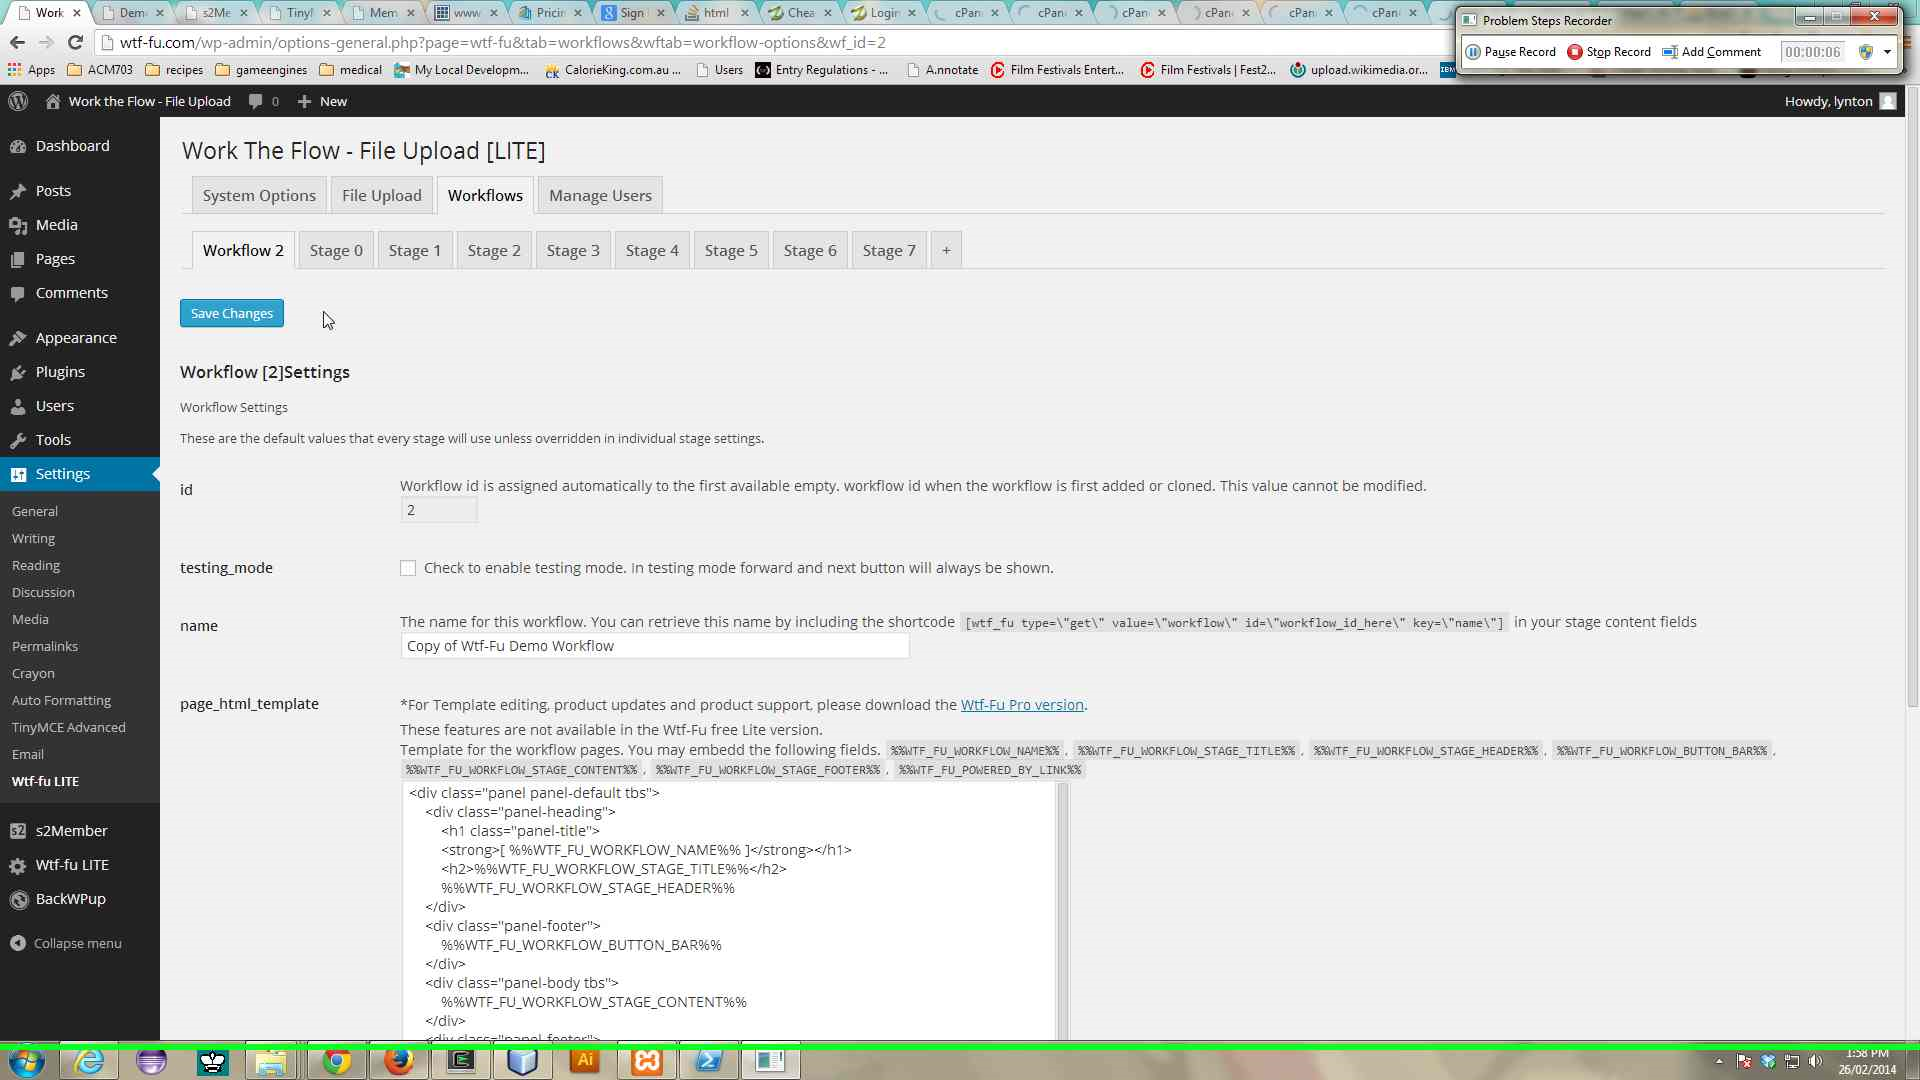 Work
Demo
s2Me
TinyM
Mem
www
Pricin
Sign
html
Chea
Login
cPan
cPan
cPan
cPan
cPan
cPan
Problem Steps Recorder
Pause Record
Stop Record
Add Comment
00:00:06
wtf-fu.com/wp-admin/options-general.php?page=wtf-fu&tab=workflows&wftab=workflow-options&wf_id=2
Apps
ACM703
recipes
gameengines
medical
My Local Developm...
CK
CalorieKing.com.au ...
Users
Entry Regulations - ...
A.nnotate
Film Festivals Entert...
Film Festivals | Fest2...
upload.wikimedia.or...
IBM
Work the Flow - File Upload
0
New
Howdy, lynton
Dashboard
Posts
Media
Pages
Comments
Appearance
Plugins
Users
Tools
Settings
General
Writing
Reading
Discussion
Media
Permalinks
Crayon
Auto Formatting
TinyMCE Advanced
Email
Wtf-fu LITE
s2 s2Member
Wtf-fu LITE
BackWPup
Collapse menu
Work The Flow - File Upload [LITE]
System Options
File Upload
Workflows
Manage Users
Workflow 2
Stage 0
Stage 1
Stage 2
Stage 3
Stage 4
Stage 5
Stage 6
Stage 7
+
Save Changes
Workflow [2]Settings
Workflow Settings
These are the default values that every stage will use unless overridden in individual stage settings.
id
Workflow id is assigned automatically to the first available empty. workflow id when the workflow is first added or cloned. This value cannot be modified.
2
testing_mode
Check to enable testing mode. In testing mode forward and next button will always be shown.
name
The name for this workflow. You can retrieve this name by including the shortcode [wtf_fu type=\"get\" value=\"workflow\" id=\"workflow_id_here\" key=\"name\"] in your stage content fields
Copy of Wtf-Fu Demo Workflow
page_html_template
*For Template editing, product updates and product support, please download the Wtf-Fu Pro version.
These features are not available in the Wtf-Fu free Lite version.
Template for the workflow pages. You may embedd the following fields. %%WTF_FU_WORKFLOW_NAME%% , %%WTF_FU_WORKFLOW_STAGE_TITLE%% , %%WTF_FU_WORKFLOW_STAGE_HEADER%% , %%WTF_FU_WORKFLOW_BUTTON_BAR%% ,
%%WTF_FU_WORKFLOW_STAGE_CONTENT%% , %%WTF_FU_WORKFLOW_STAGE_FOOTER%% , %%WTF_FU_POWERED_BY_LINK%%
<div class="panel panel-default tbs">
<div class="panel-heading">
<h1 class="panel-title">
<strong>[ %%WTF_FU_WORKFLOW_NAME%% ]</strong></h1>
<h2>%%WTF_FU_WORKFLOW_STAGE_TITLE%%</h2>
%%WTF_FU_WORKFLOW_STAGE_HEADER%%
</div>
<div class="panel-footer">
%%WTF_FU_WORKFLOW_BUTTON_BAR%%
</div>
<div class="panel-body tbs">
%%WTF_FU_WORKFLOW_STAGE_CONTENT%%
</div>
<div class="panel-footer">
Ai
1:58 PM
26/02/2014